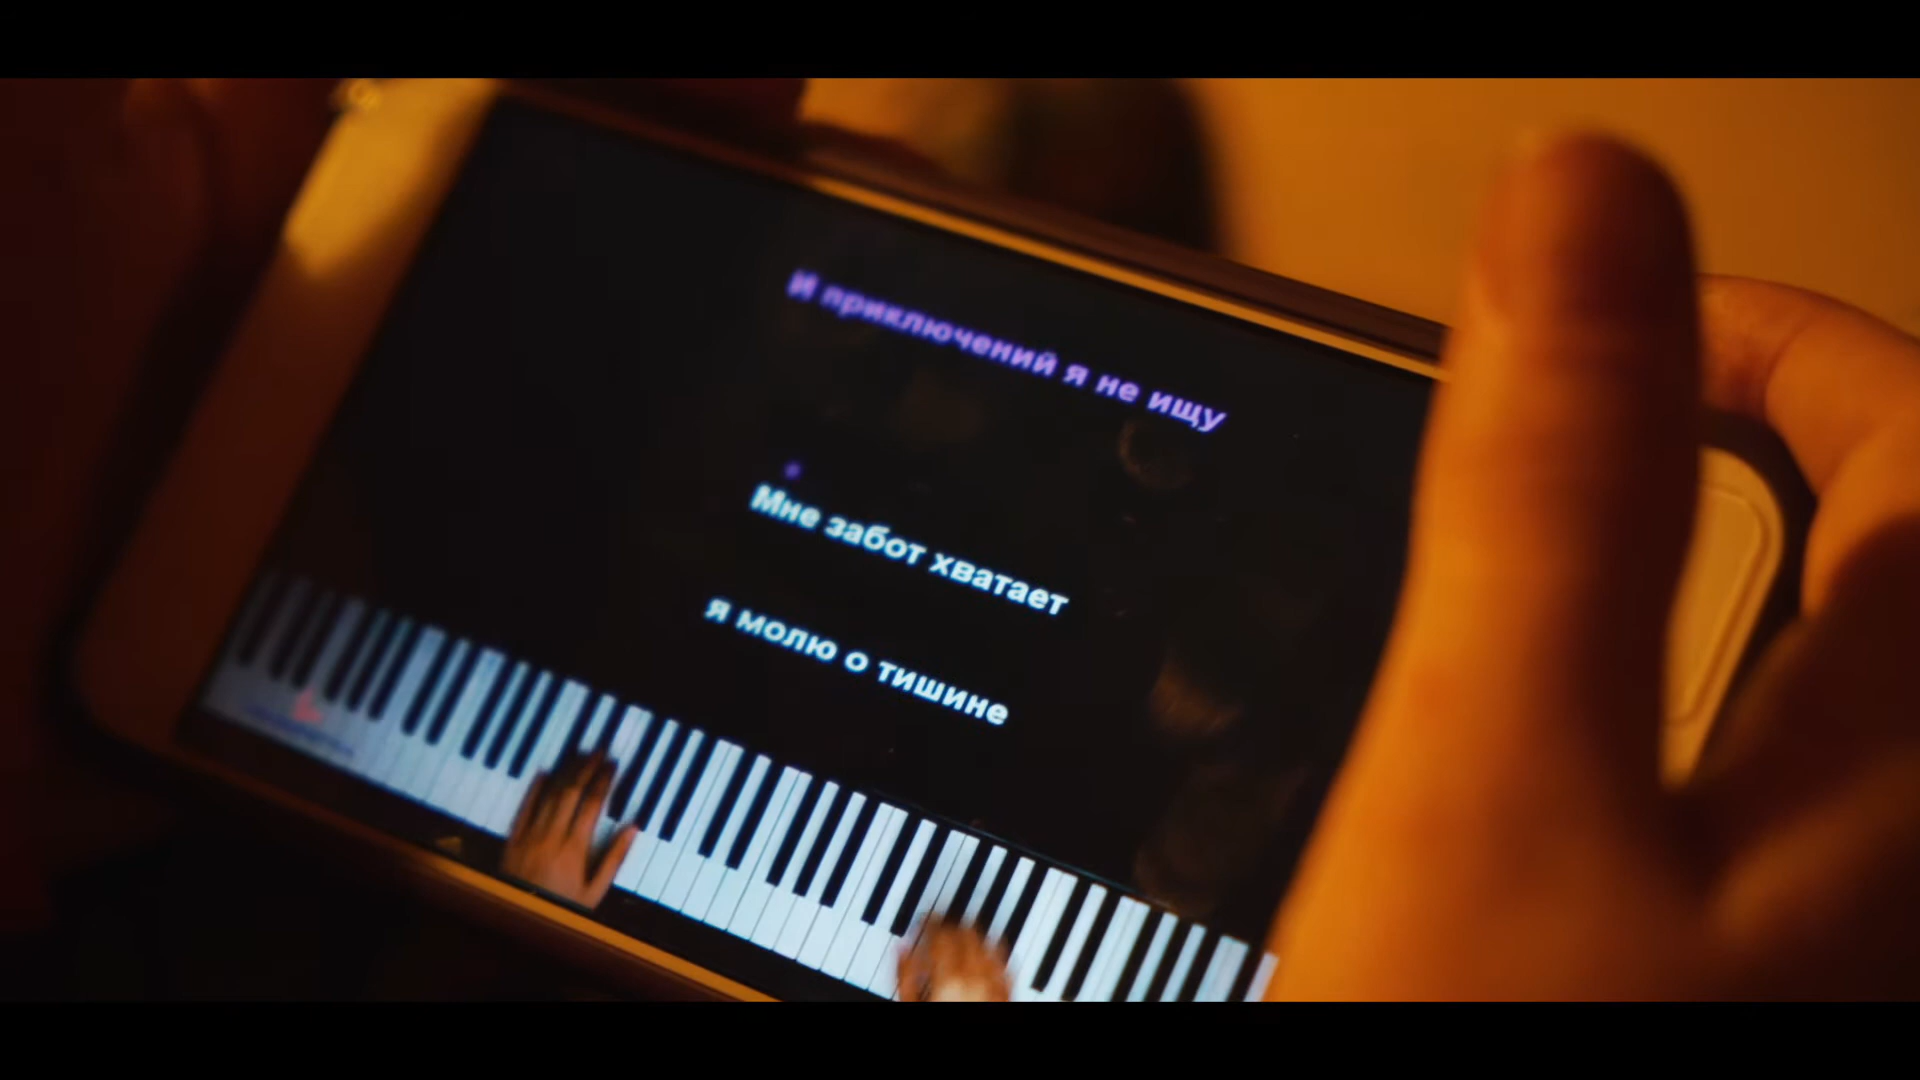 И приключений я не ищу
Мне забот хватает
я молю о тишине